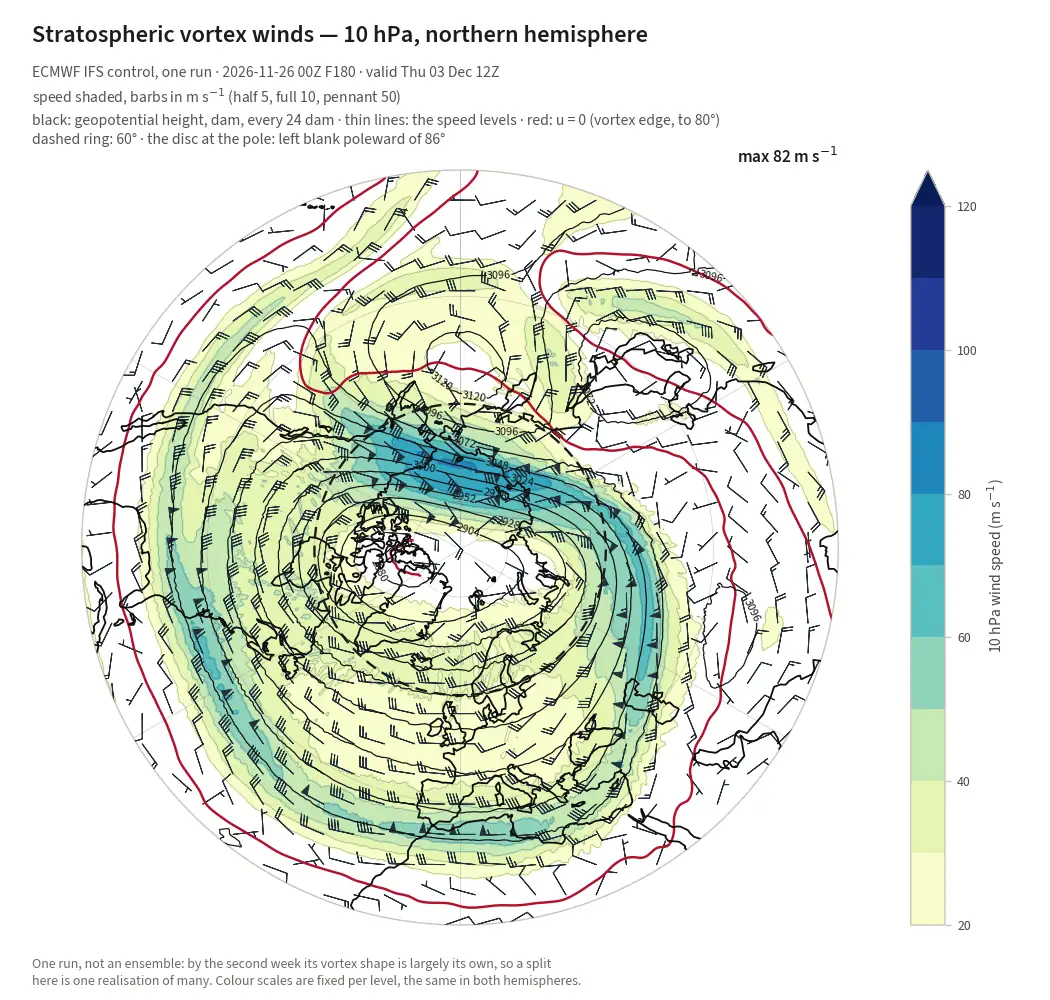 Stratospheric vortex winds — 10 hPa, northern hemisphere
ECMWF IFS control, one run · 2026-11-26 00Z F180 · valid Thu 03 Dec 12Z
speed shaded, barbs in m s⁻¹ (half 5, full 10, pennant 50)
black: geopotential height, dam, every 24 dam · thin lines: the speed levels · red: u = 0 (vortex edge, to 80°)
dashed ring: 60° · the disc at the pole: left blank poleward of 86°
max 82 m s⁻¹
120
100
80
60
40
20
10 hPa wind speed (m s⁻¹)
3096
3096
3120
3120
3096
3096
3072
3048
3000
3024
2952
2928
2904
3096
One run, not an ensemble: by the second week its vortex shape is largely its own, so a split
here is one realisation of many. Colour scales are fixed per level, the same in both hemispheres.